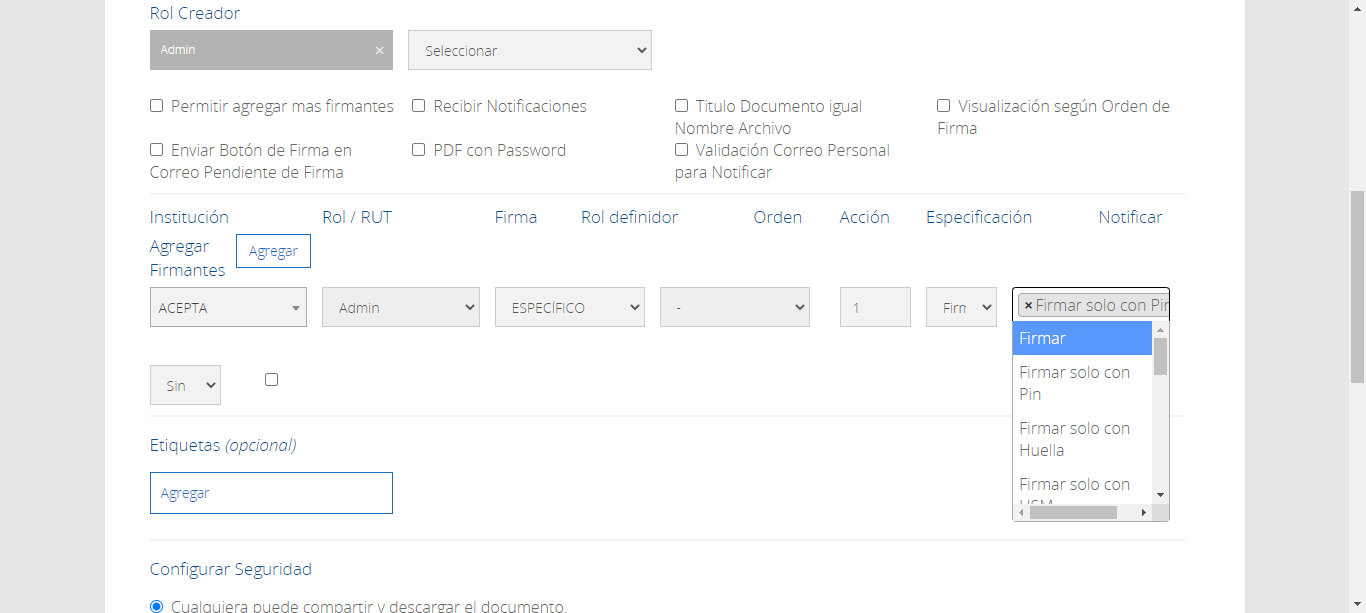 Rol Creador
Admin × Seleccionar
Permitir agregar mas firmantes Recibir Notificaciones Titulo Documento igual Nombre Archivo Visualización según Orden de Firma
Enviar Botón de Firma en Correo Pendiente de Firma PDF con Password Validación Correo Personal para Notificar
Institución Rol / RUT Firma Rol definidor Orden Acción Especificación Notificar
Agregar Firmantes Agregar
ACEPTA Admin ESPECÍFICO - 1 Firm × Firmar solo con Pin
Firmar
Firmar solo con
Pin
Firmar solo con
Huella
Firmar solo con
HSM
Sin
Etiquetas (opcional)
Agregar
Configurar Seguridad
Cualquiera puede compartir y descargar el documento.